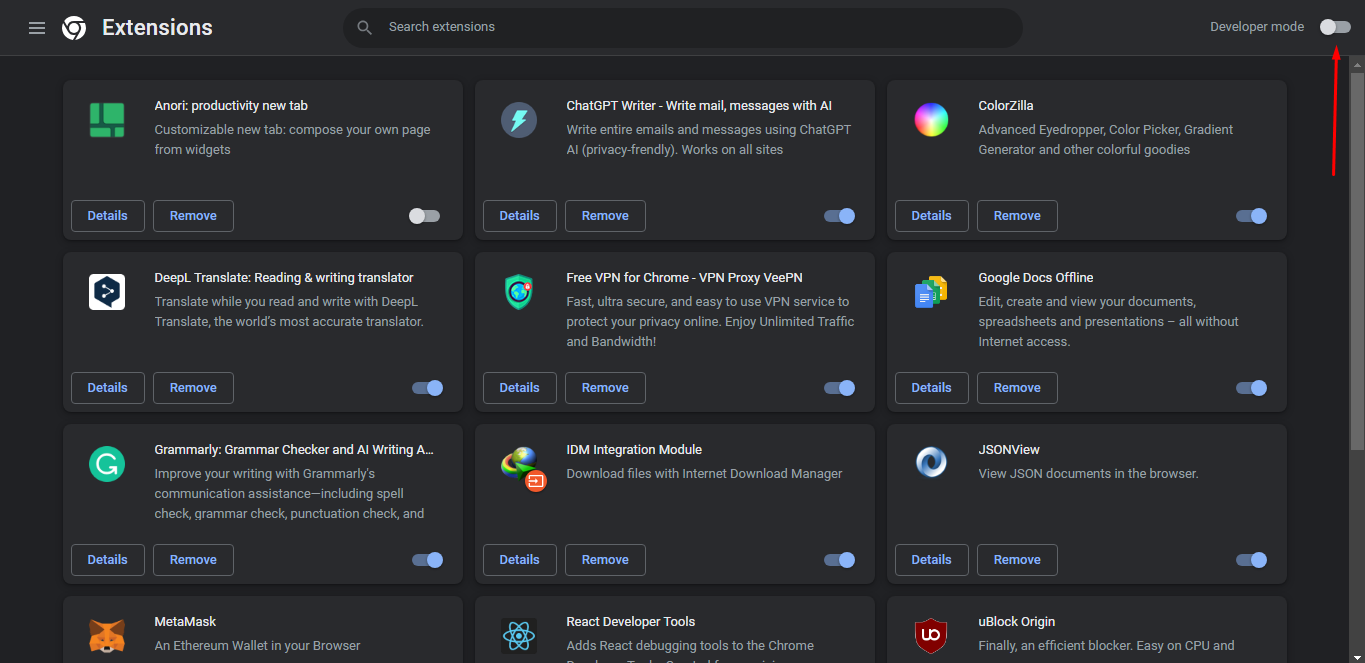 Extensions
Search extensions
Developer mode
Anori: productivity new tab
Customizable new tab: compose your own page
from widgets
Details
Remove
ChatGPT Writer - Write mail, messages with AI
Write entire emails and messages using ChatGPT
AI (privacy-frendly). Works on all sites
Details
Remove
ColorZilla
Advanced Eyedropper, Color Picker, Gradient
Generator and other colorful goodies
Details
Remove
DeepL Translate: Reading & writing translator
Translate while you read and write with DeepL
Translate, the world’s most accurate translator.
Details
Remove
Free VPN for Chrome - VPN Proxy VeePN
Fast, ultra secure, and easy to use VPN service to
protect your privacy online. Enjoy Unlimited Traffic
and Bandwidth!
Details
Remove
Google Docs Offline
Edit, create and view your documents,
spreadsheets and presentations – all without
Internet access.
Details
Remove
Grammarly: Grammar Checker and AI Writing A...
Improve your writing with Grammarly's
communication assistance—including spell
check, grammar check, punctuation check, and
Details
Remove
IDM Integration Module
Download files with Internet Download Manager
Details
Remove
JSONView
View JSON documents in the browser.
Details
Remove
MetaMask
An Ethereum Wallet in your Browser
React Developer Tools
Adds React debugging tools to the Chrome
uBlock Origin
Finally, an efficient blocker. Easy on CPU and